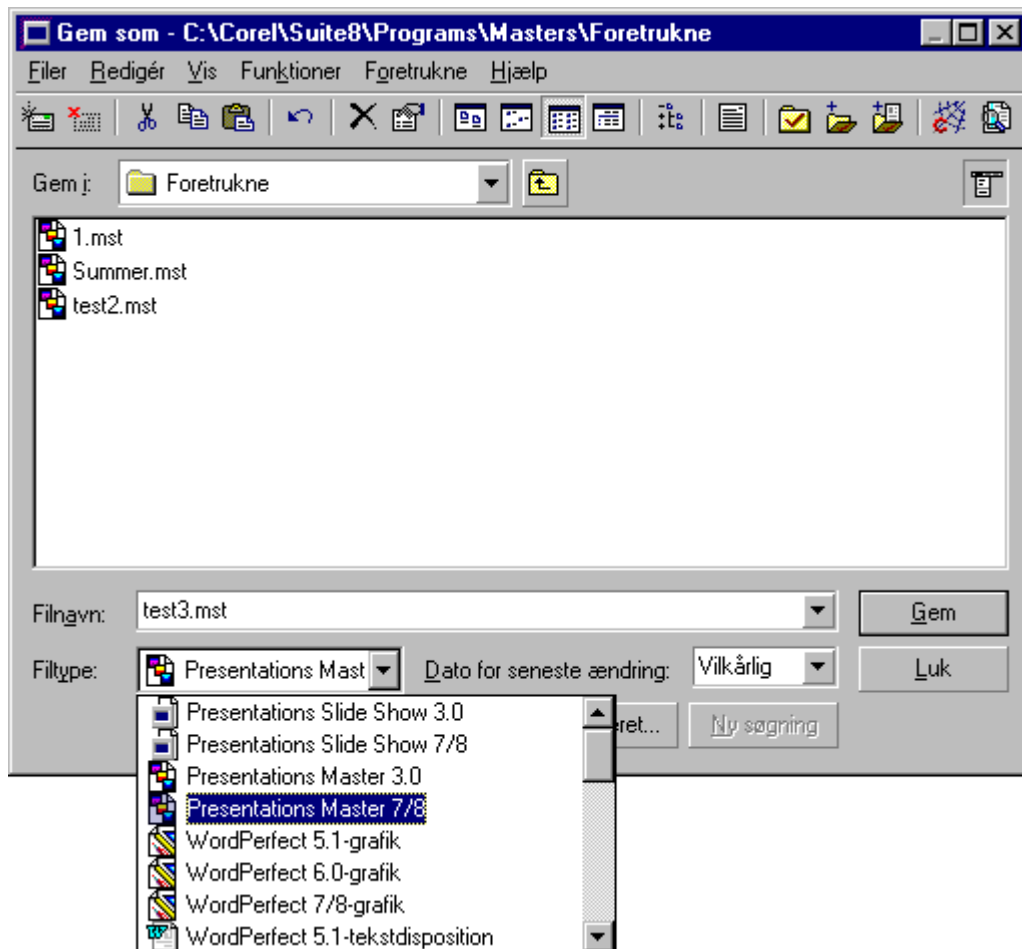 Gem som - C:\Corel\Suite8\Programs\Masters\Foretrukne
Filer Redigér Vis Funktioner Foretrukne Hjælp
Gem i: Foretrukne
1.mst
Summer.mst
test2.mst
Filnavn: test3.mst Gem
Filtype: Presentations Mast Dato for seneste ændring: Vilkårlig Luk
Presentations Slide Show 3.0
ret... Ny søgning
Presentations Slide Show 7/8
Presentations Master 3.0
Presentations Master 7/8
WordPerfect 5.1-grafik
WordPerfect 6.0-grafik
WordPerfect 7/8-grafik
WordPerfect 5.1-tekstdisposition